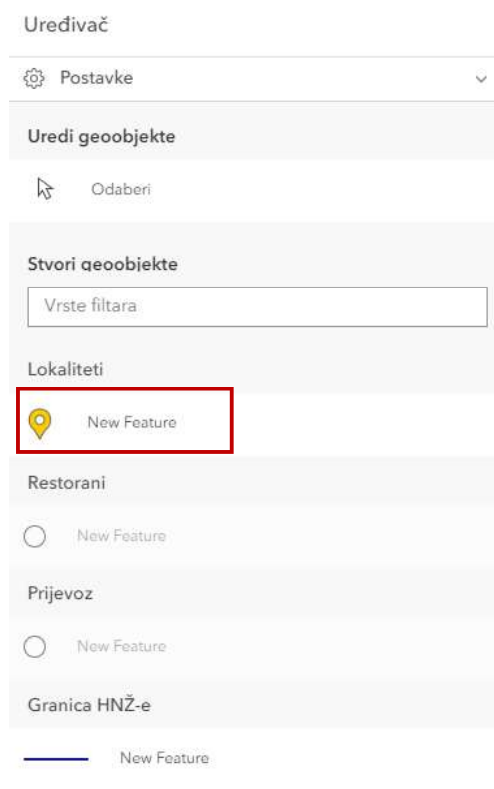 Uređivač
Postavke
Uredi geoobjekte
Odaberi
Stvori geoobjekte
Vrste filtara
Lokaliteti
New Feature
Restorani
New Feature
Prijevoz
New Feature
Granica HNŽ-e
New Feature